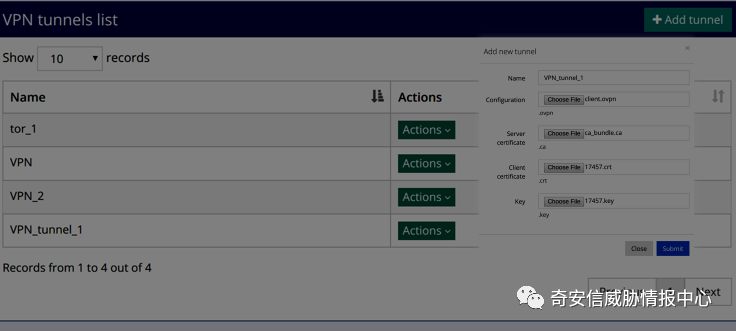 VPN tunnels list
+ Add tunnel
Show 10 records
Name
Actions
tor_1
Actions
VPN
Actions
VPN_2
Actions
VPN_tunnel_1
Actions
Records from 1 to 4 out of 4
Next
Add new tunnel
×
Name
VPN_tunnel_1
Configuration
Choose File client.ovpn
.ovpn
Server
certificate
Choose File ca_bundle.ca
.ca
Client
certificate
Choose File 17457.crt
.crt
Key
Choose File 17457.key
.key
Close
Submit
奇安信威胁情报中心